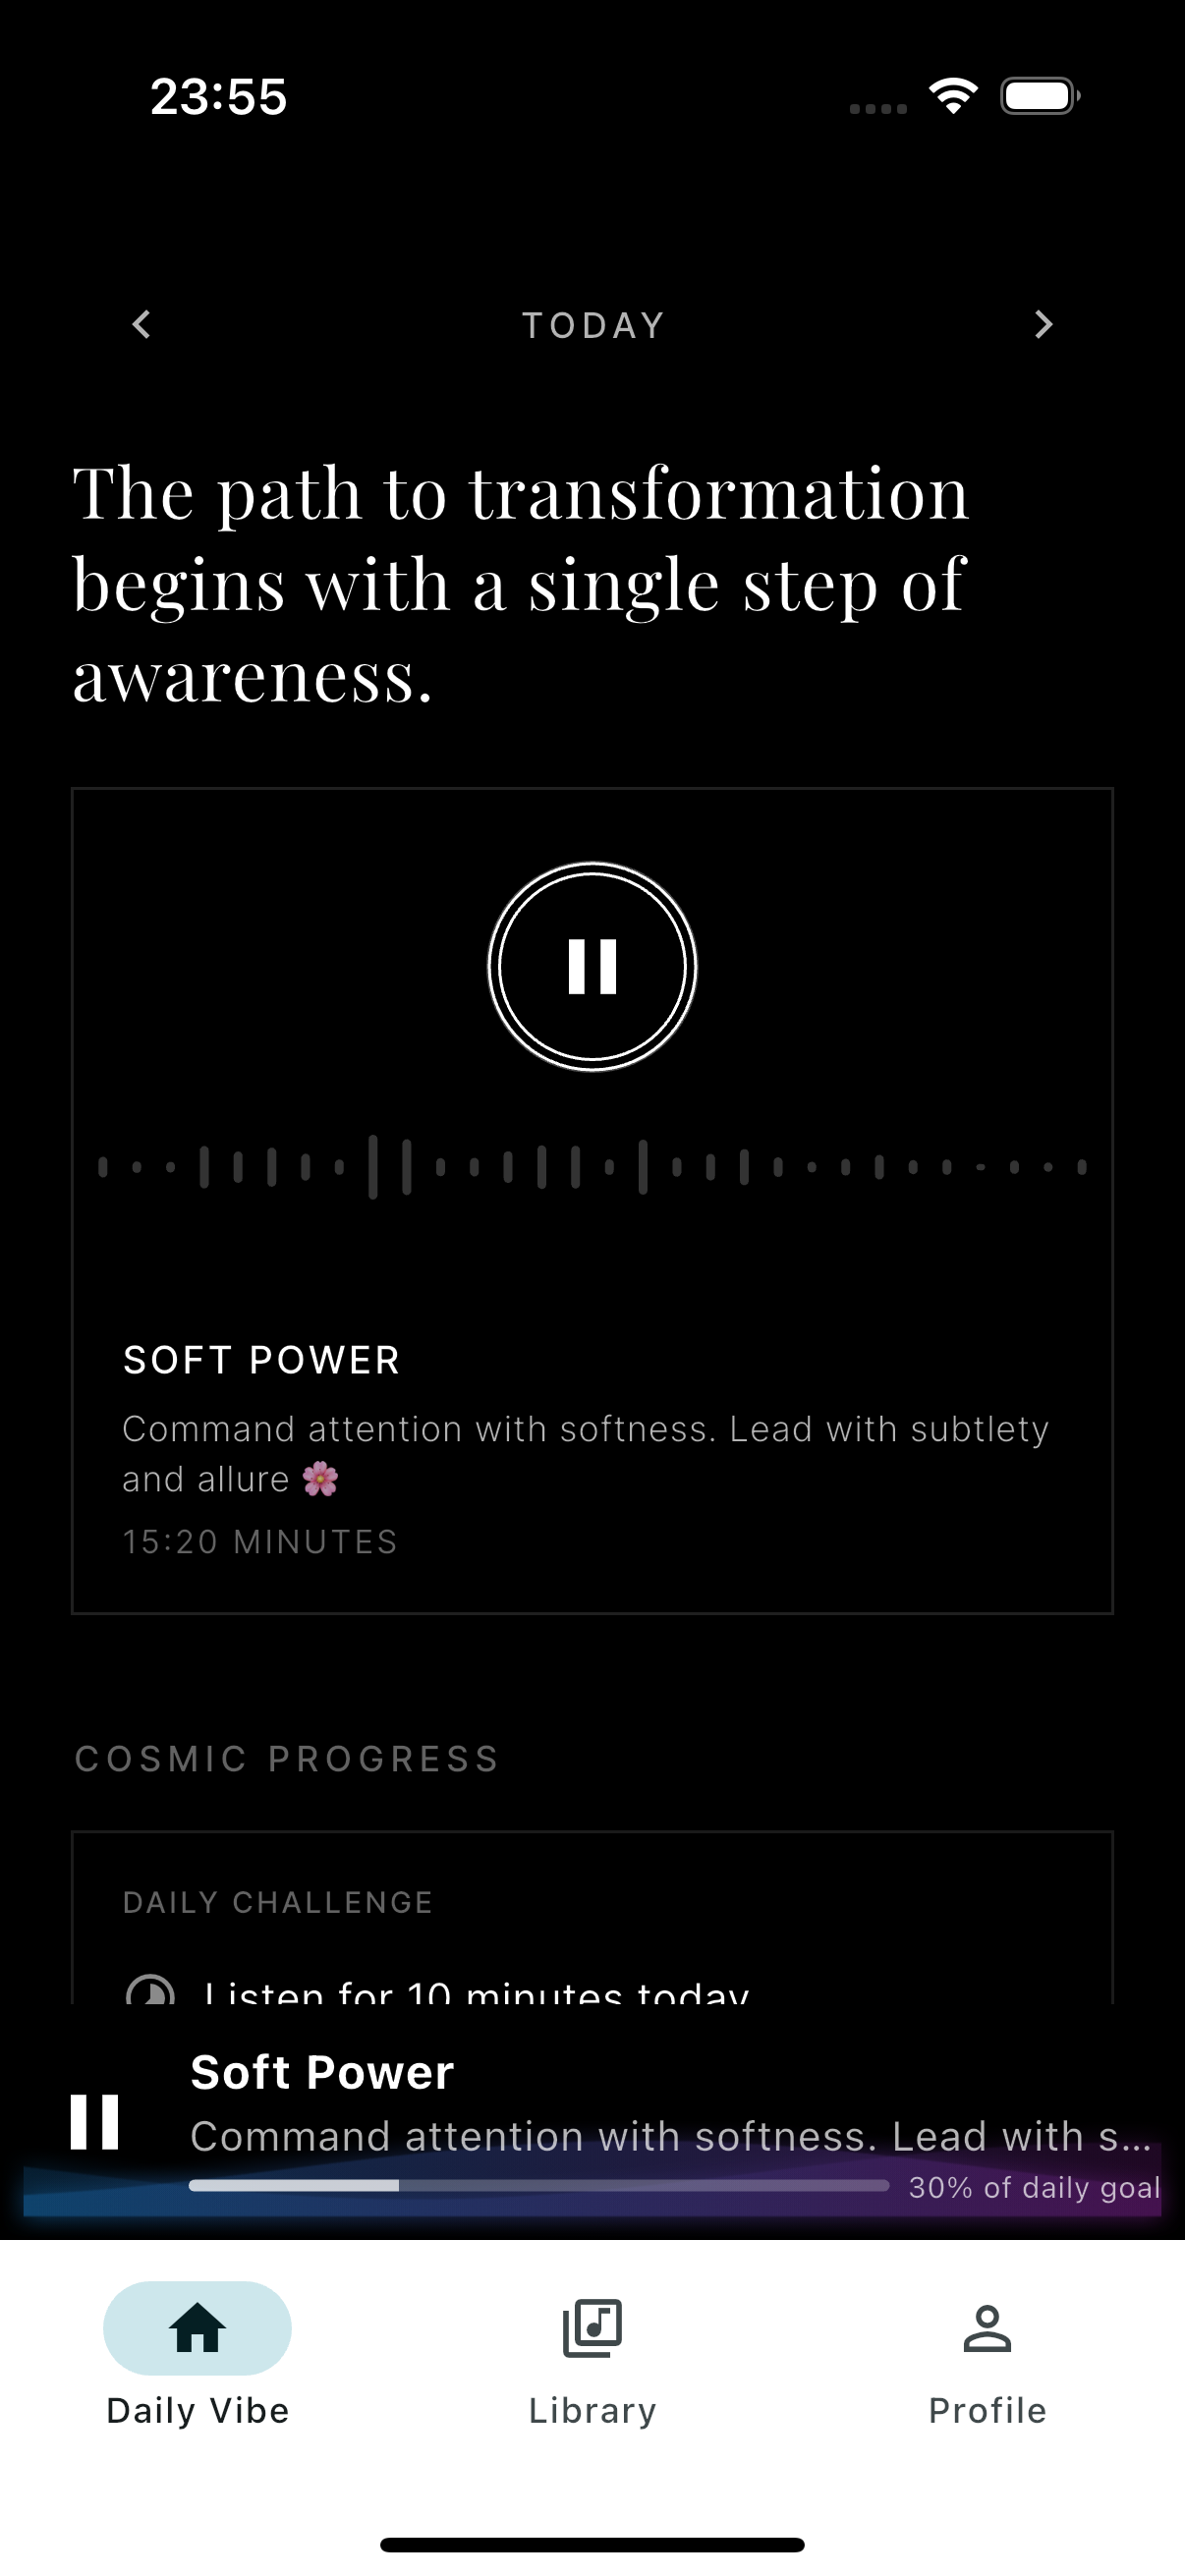 23:55
TODAY
The path to transformation
begins with a single step of
awareness.
SOFT POWER
Command attention with softness. Lead with subtlety
and allure 🌸
15:20 MINUTES
COSMIC PROGRESS
DAILY CHALLENGE
Listen for 10 minutes today
Soft Power
Command attention with softness. Lead with s...
30% of daily goal
Daily Vibe
Library
Profile